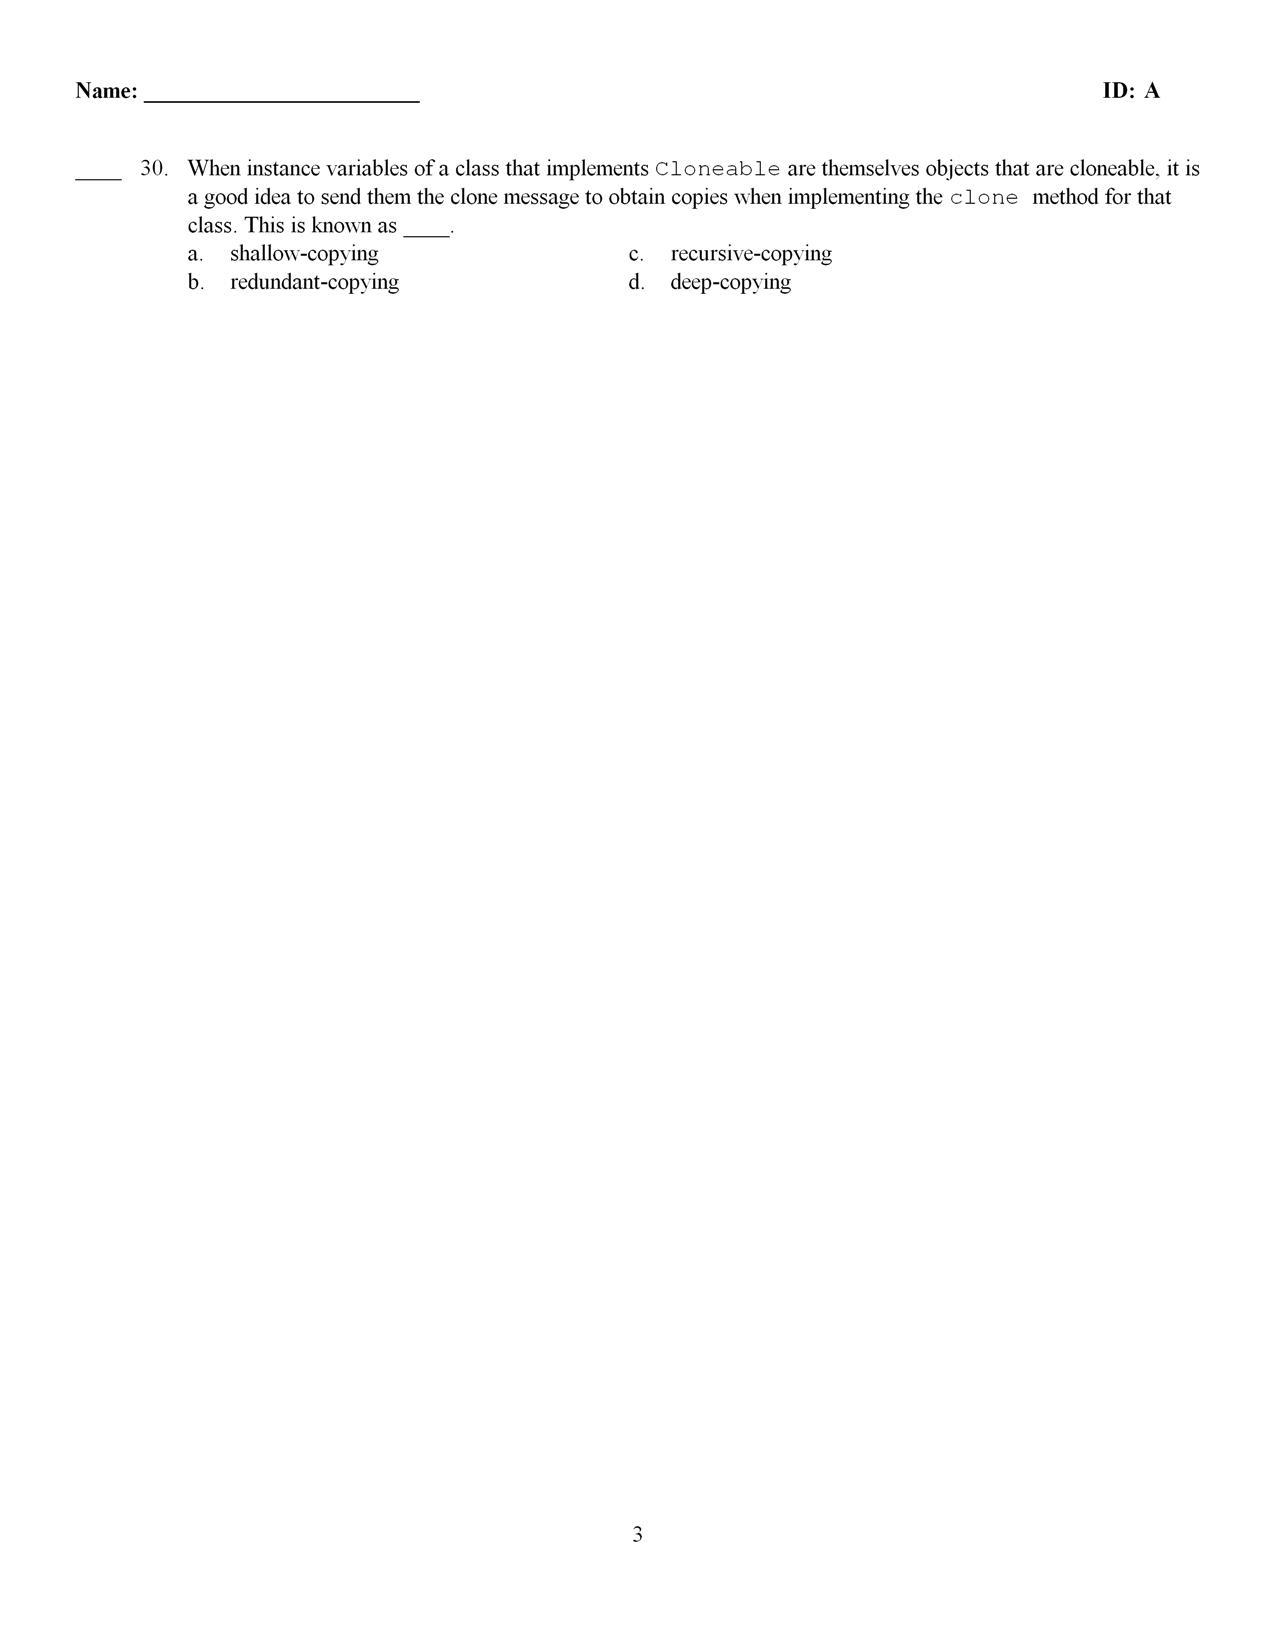 Name: ______________________ ID: A
____ 30. When instance variables of a class that implements Cloneable are themselves objects that are cloneable, it is
a good idea to send them the clone message to obtain copies when implementing the clone method for that
class. This is known as ____.
a. shallow-copying c. recursive-copying
b. redundant-copying d. deep-copying
3